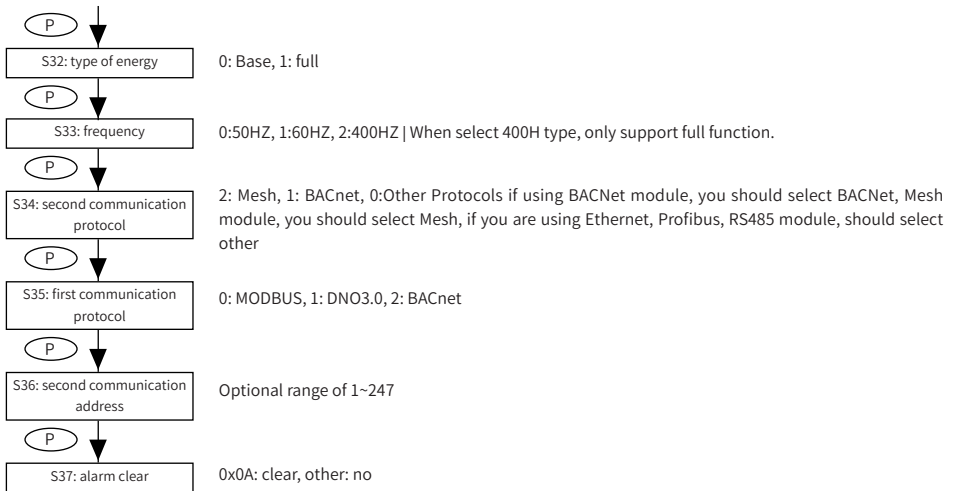 P
S32: type of energy
0: Base, 1: full
P
S33: frequency
0:50HZ, 1:60HZ, 2:400HZ | When select 400H type, only support full function.
P
S34: second communication
protocol
2: Mesh, 1: BACnet, 0:Other Protocols if using BACNet module, you should select BACNet, Mesh
module, you should select Mesh, if you are using Ethernet, Profibus, RS485 module, should select
other
P
S35: first communication
protocol
0: MODBUS, 1: DNO3.0, 2: BACnet
P
S36: second communication
address
Optional range of 1~247
P
S37: alarm clear
0x0A: clear, other: no